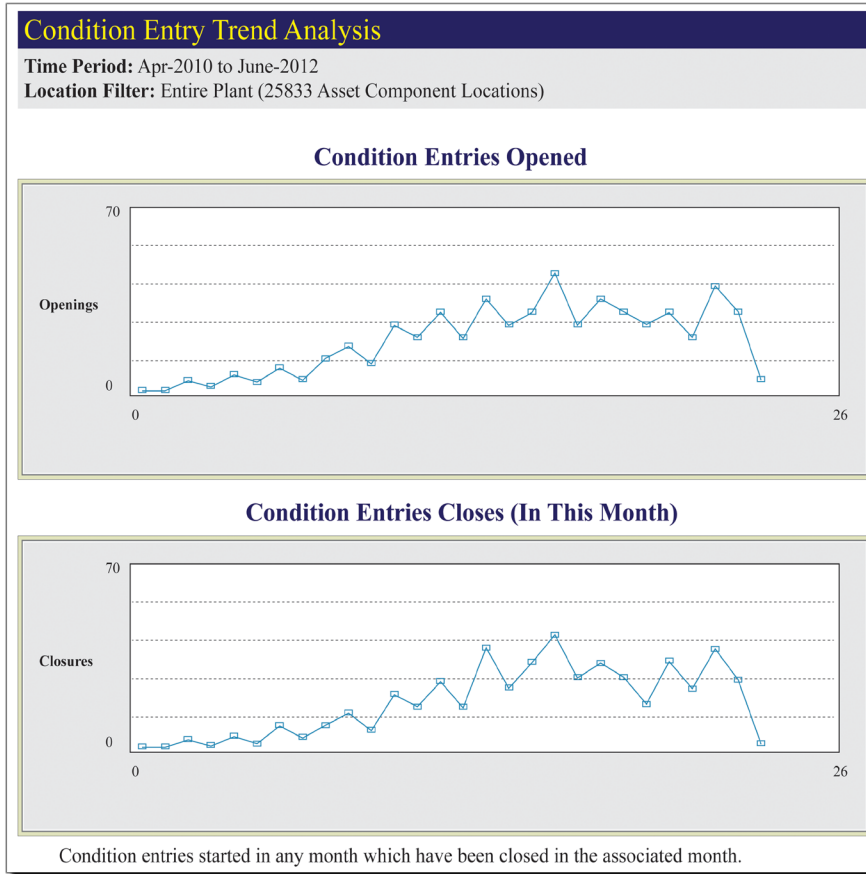 Condition Entry Trend Analysis
Time Period: Apr-2010 to June-2012
Location Filter: Entire Plant (25833 Asset Component Locations)
Condition Entries Opened
70
Openings
0
0
26
Condition Entries Closes (In This Month)
70
Closures
0
0
26
Condition entries started in any month which have been closed in the associated month.